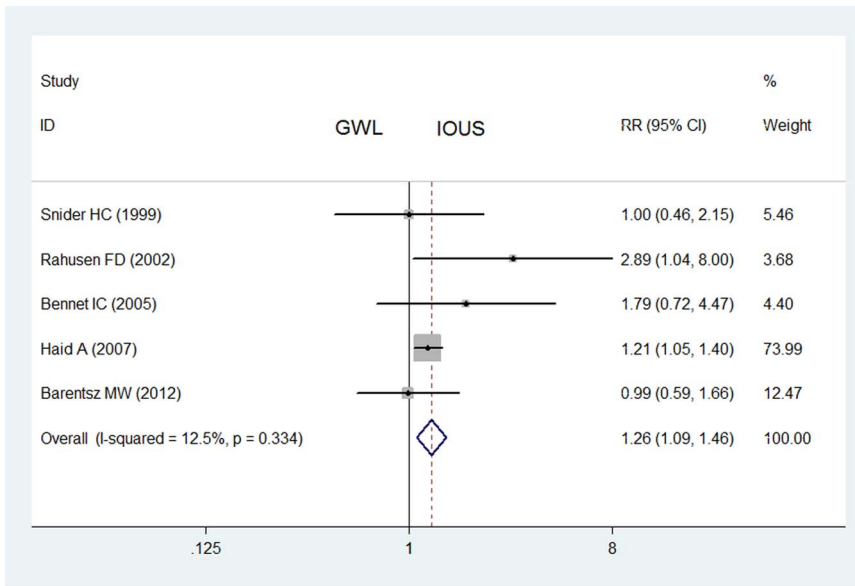 Study %
ID GWL IOUS RR (95% CI) Weight
Snider HC (1999) 1.00 (0.46, 2.15) 5.46
Rahusen FD (2002) 2.89 (1.04, 8.00) 3.68
Bennet IC (2005) 1.79 (0.72, 4.47) 4.40
Haid A (2007) 1.21 (1.05, 1.40) 73.99
Barentsz MW (2012) 0.99 (0.59, 1.66) 12.47
Overall (I-squared = 12.5%, p = 0.334) 1.26 (1.09, 1.46) 100.00
.125 1 8